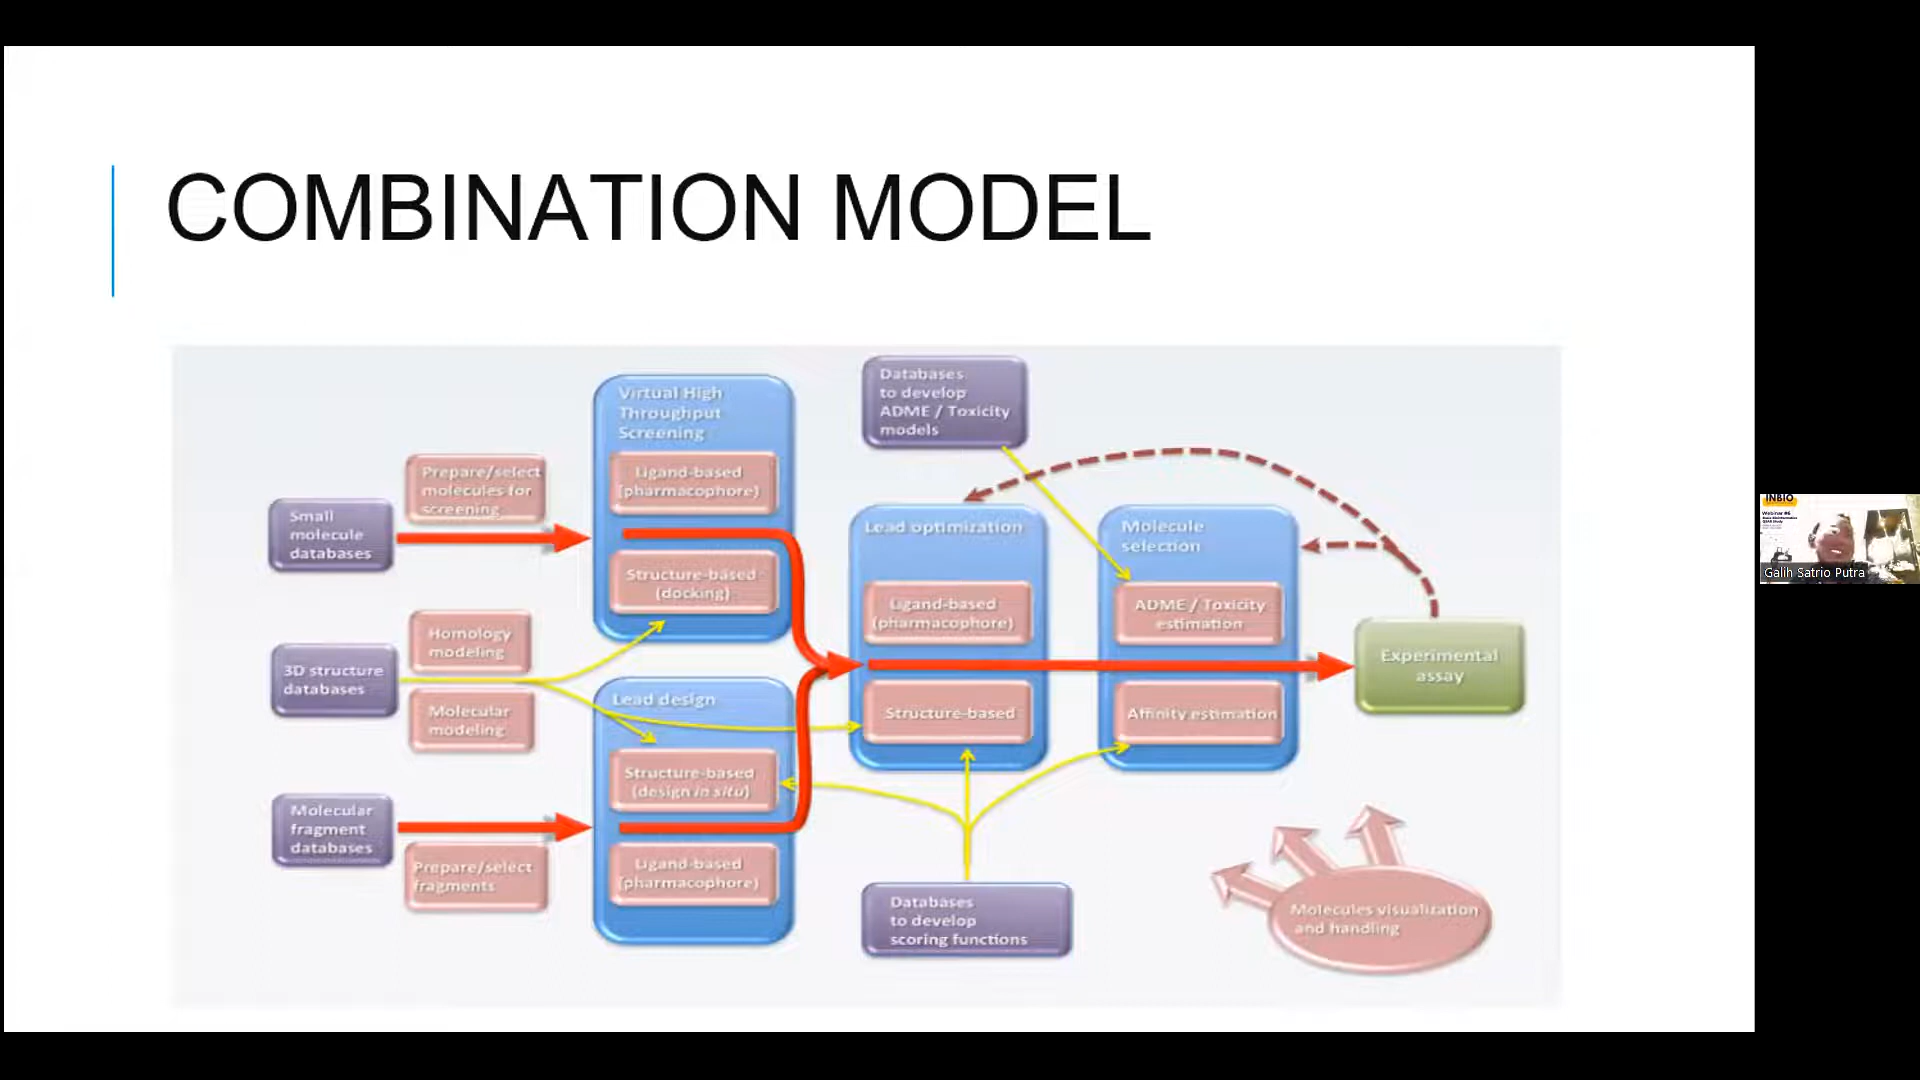 COMBINATION MODEL
Databases
to develop
ADME / Toxicity
models
Virtual High
Throughput
Screening
Ligand-based
(pharmacophore)
Structure-based
(docking)
Prepare/select
molecules for
screening
Small
molecule
databases
Homology
modeling
3D structure
databases
Molecular
modeling
Lead design
Structure-based
(design in situ)
Ligand-based
(pharmacophore)
Molecular
fragment
databases
Prepare/select
fragments
Lead optimization
Ligand-based
(pharmacophore)
Structure-based
Molecule
selection
ADME / Toxicity
estimation
Affinity estimation
Experimental
assay
Databases
to develop
scoring functions
Molecules visualization
and handling
INBIO
Webinar #6
Galih Satrio Putra